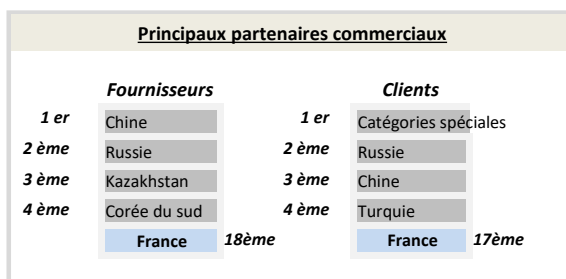 Principaux partenaires commerciaux
Fournisseurs
1 er Chine
2 ème Russie
3 ème Kazakhstan
4 ème Corée du sud
France 18ème
Clients
1 er Catégories spéciales
2 ème Russie
3 ème Chine
4 ème Turquie
France 17ème